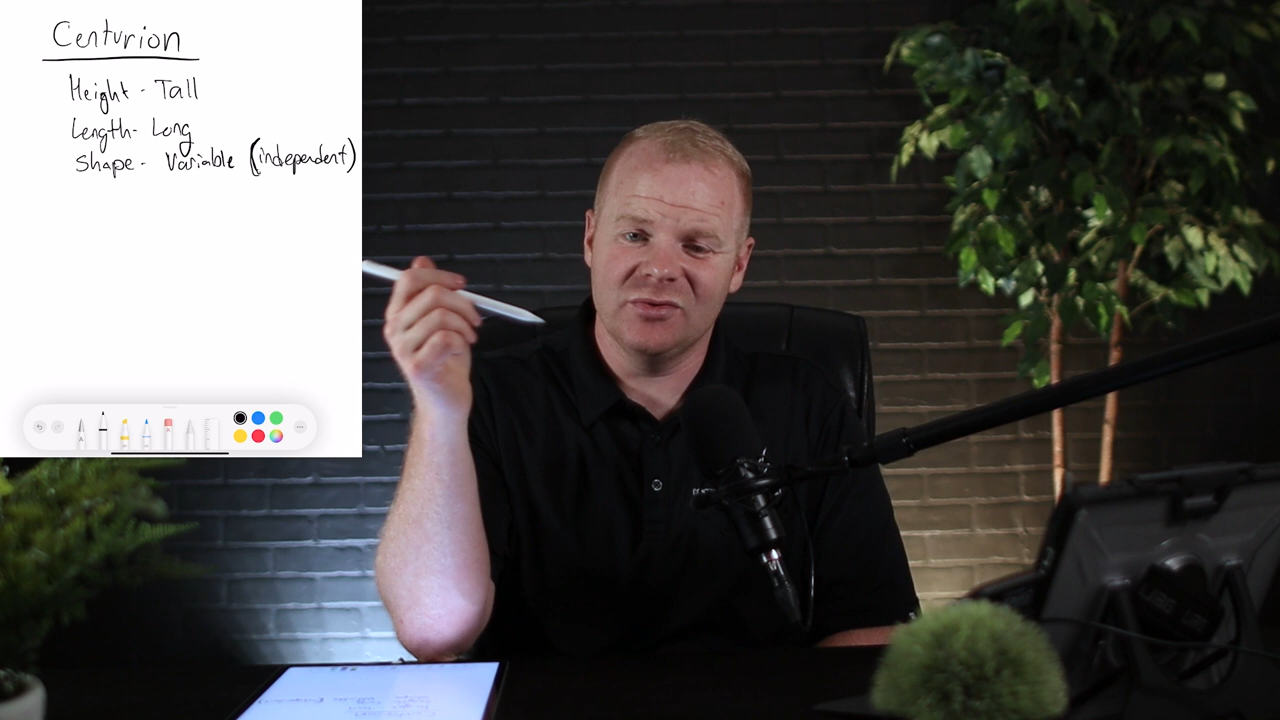 Centurion
Height - Tall
Length - Long
Shape - Variable (independent)